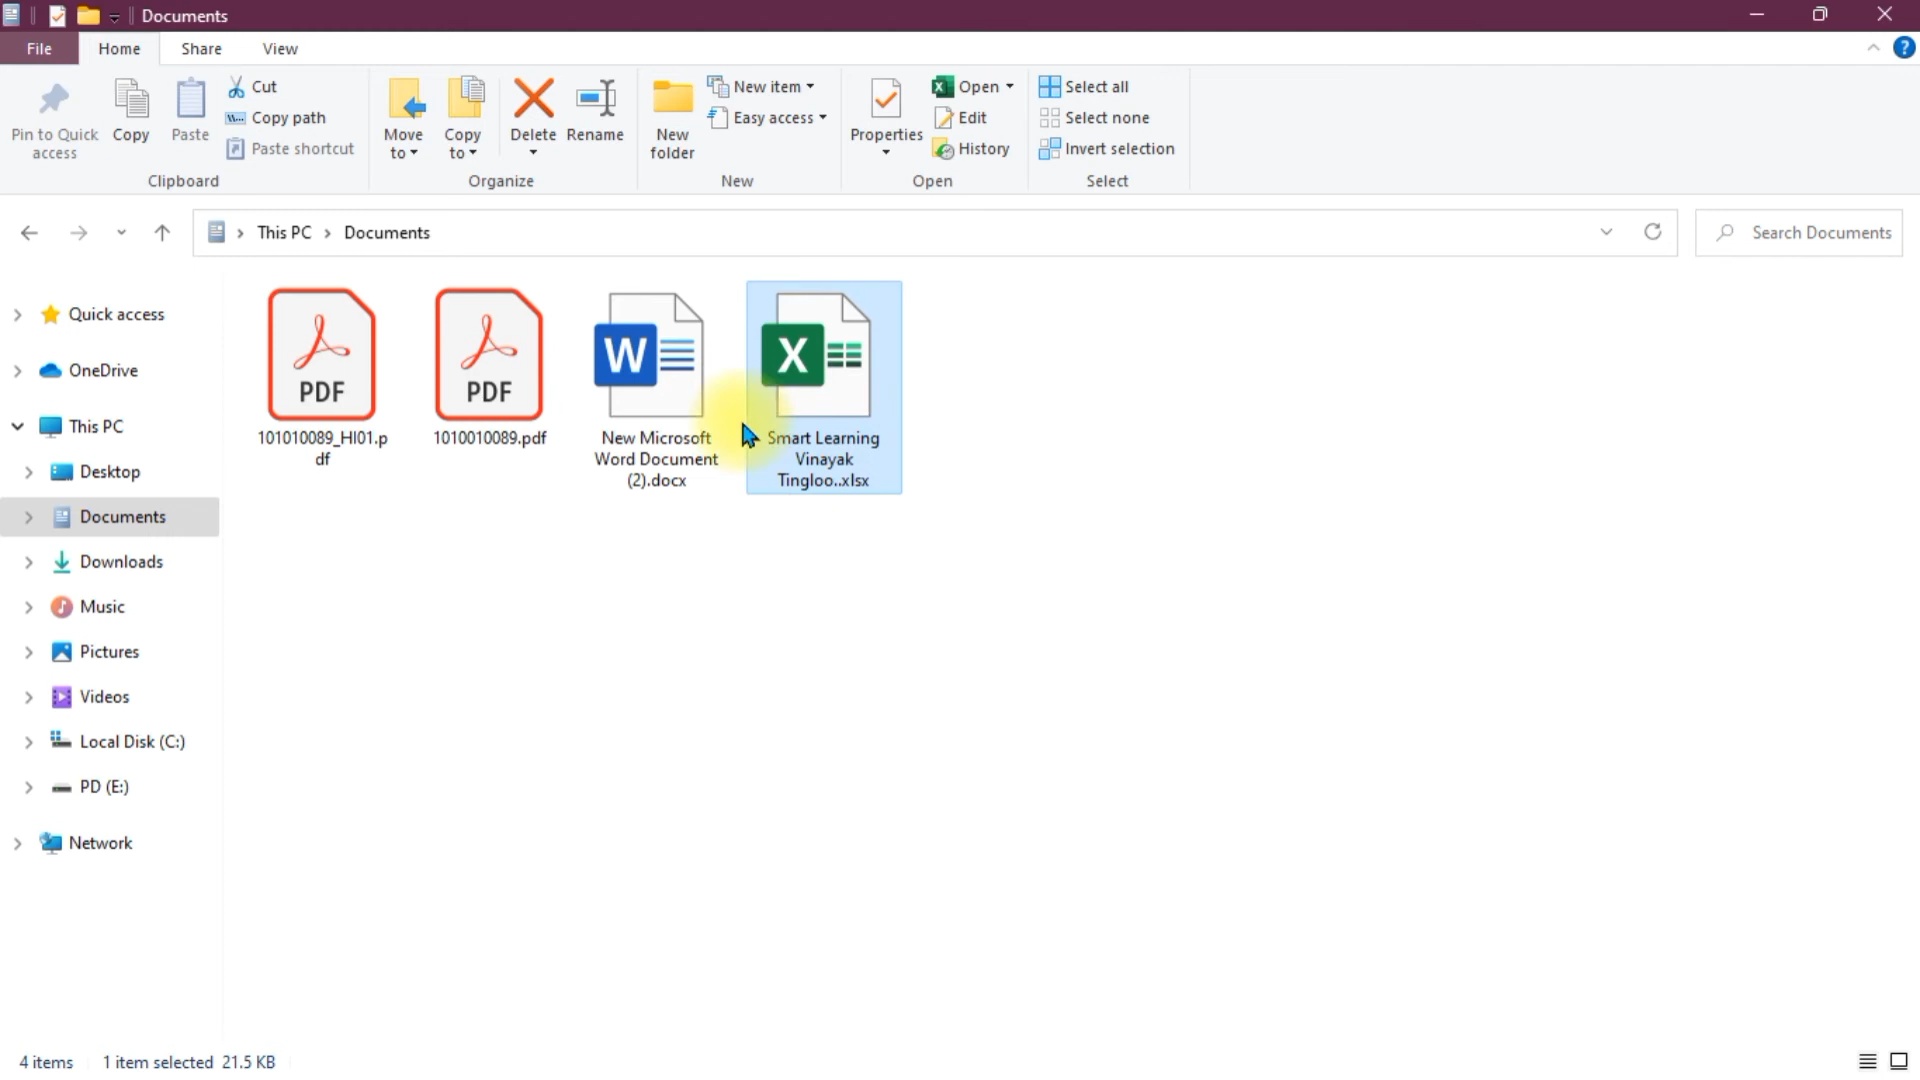 Documents
File Home Share View
?
Pin to Quick access
Copy
Paste
Cut
Copy path
Paste shortcut
Clipboard
Move to
Copy to
Delete
Rename
Organize
New folder
New item
Easy access
New
Properties
Open
Edit
History
Open
Select all
Select none
Invert selection
Select
This PC Documents
Search Documents
Quick access
OneDrive
This PC
Desktop
Documents
Downloads
Music
Pictures
Videos
Local Disk (C:)
PD (E:)
Network
PDF
101010089_HI01.p
df
PDF
1010010089.pdf
W
New Microsoft
Word Document
(2).docx
X
Smart Learning
Vinayak
Tingloo..xlsx
4 items 1 item selected 21.5 KB